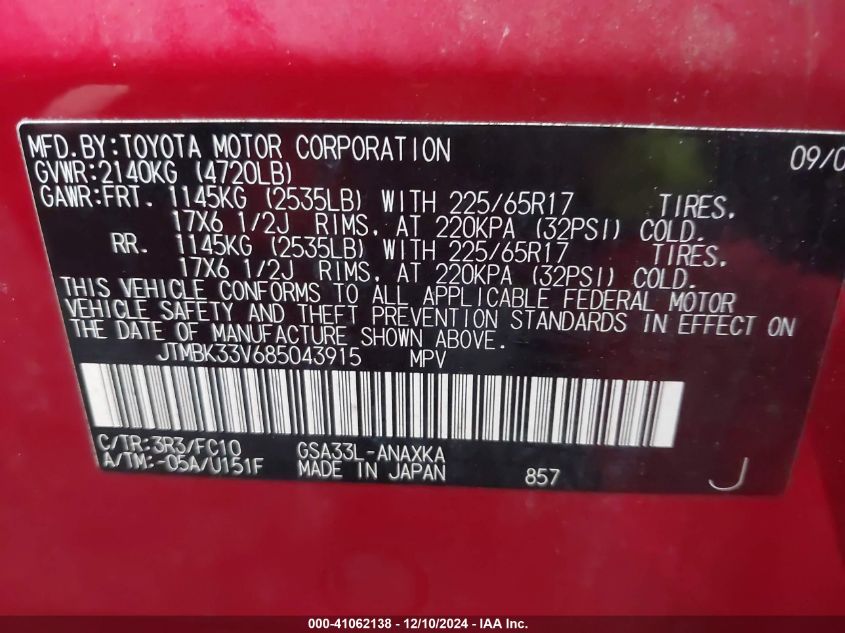 MFD.BY:TOYOTA MOTOR CORPORATION 09/0
GVWR:2140KG (4720LB)
GAWR:FRT. 1145KG (2535LB) WITH 225/65R17 TIRES.
17X6 1/2J RIMS, AT 220KPA (32PSI) COLD.
RR. 1145KG (2535LB) WITH 225/65R17 TIRES.
17X6 1/2J RIMS, AT 220KPA (32PSI) COLD.
THIS VEHICLE CONFORMS TO ALL APPLICABLE FEDERAL MOTOR
VEHICLE SAFETY AND THEFT PREVENTION STANDARDS IN EFFECT ON
THE DATE OF MANUFACTURE SHOWN ABOVE.
JTMBK33V685043915 MPV
C/TR:3R3/FC10 GSA33L-ANAXKA
A/TM:-05A/U151F MADE IN JAPAN 857 J
000-41062138 - 12/10/2024 - IAA Inc.